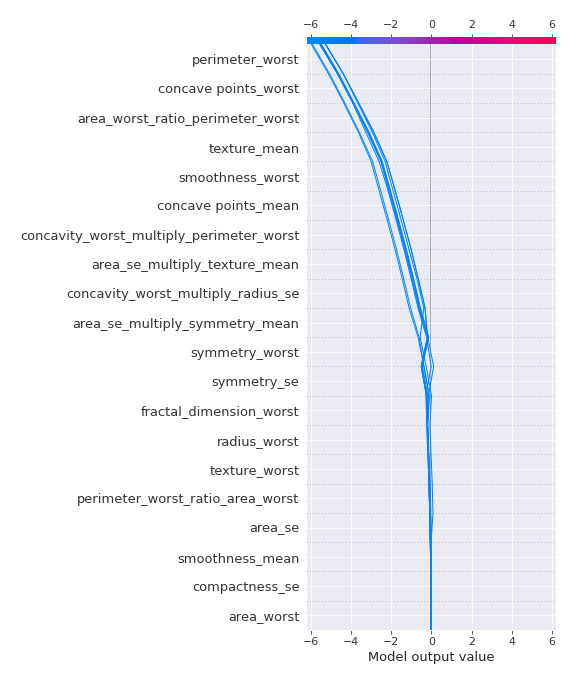 −6 −4 −2 0 2 4 6
perimeter_worst
concave points_worst
area_worst_ratio_perimeter_worst
texture_mean
smoothness_worst
concave points_mean
concavity_worst_multiply_perimeter_worst
area_se_multiply_texture_mean
concavity_worst_multiply_radius_se
area_se_multiply_symmetry_mean
symmetry_worst
symmetry_se
fractal_dimension_worst
radius_worst
texture_worst
perimeter_worst_ratio_area_worst
area_se
smoothness_mean
compactness_se
area_worst
−6 −4 −2 0 2 4 6
Model output value